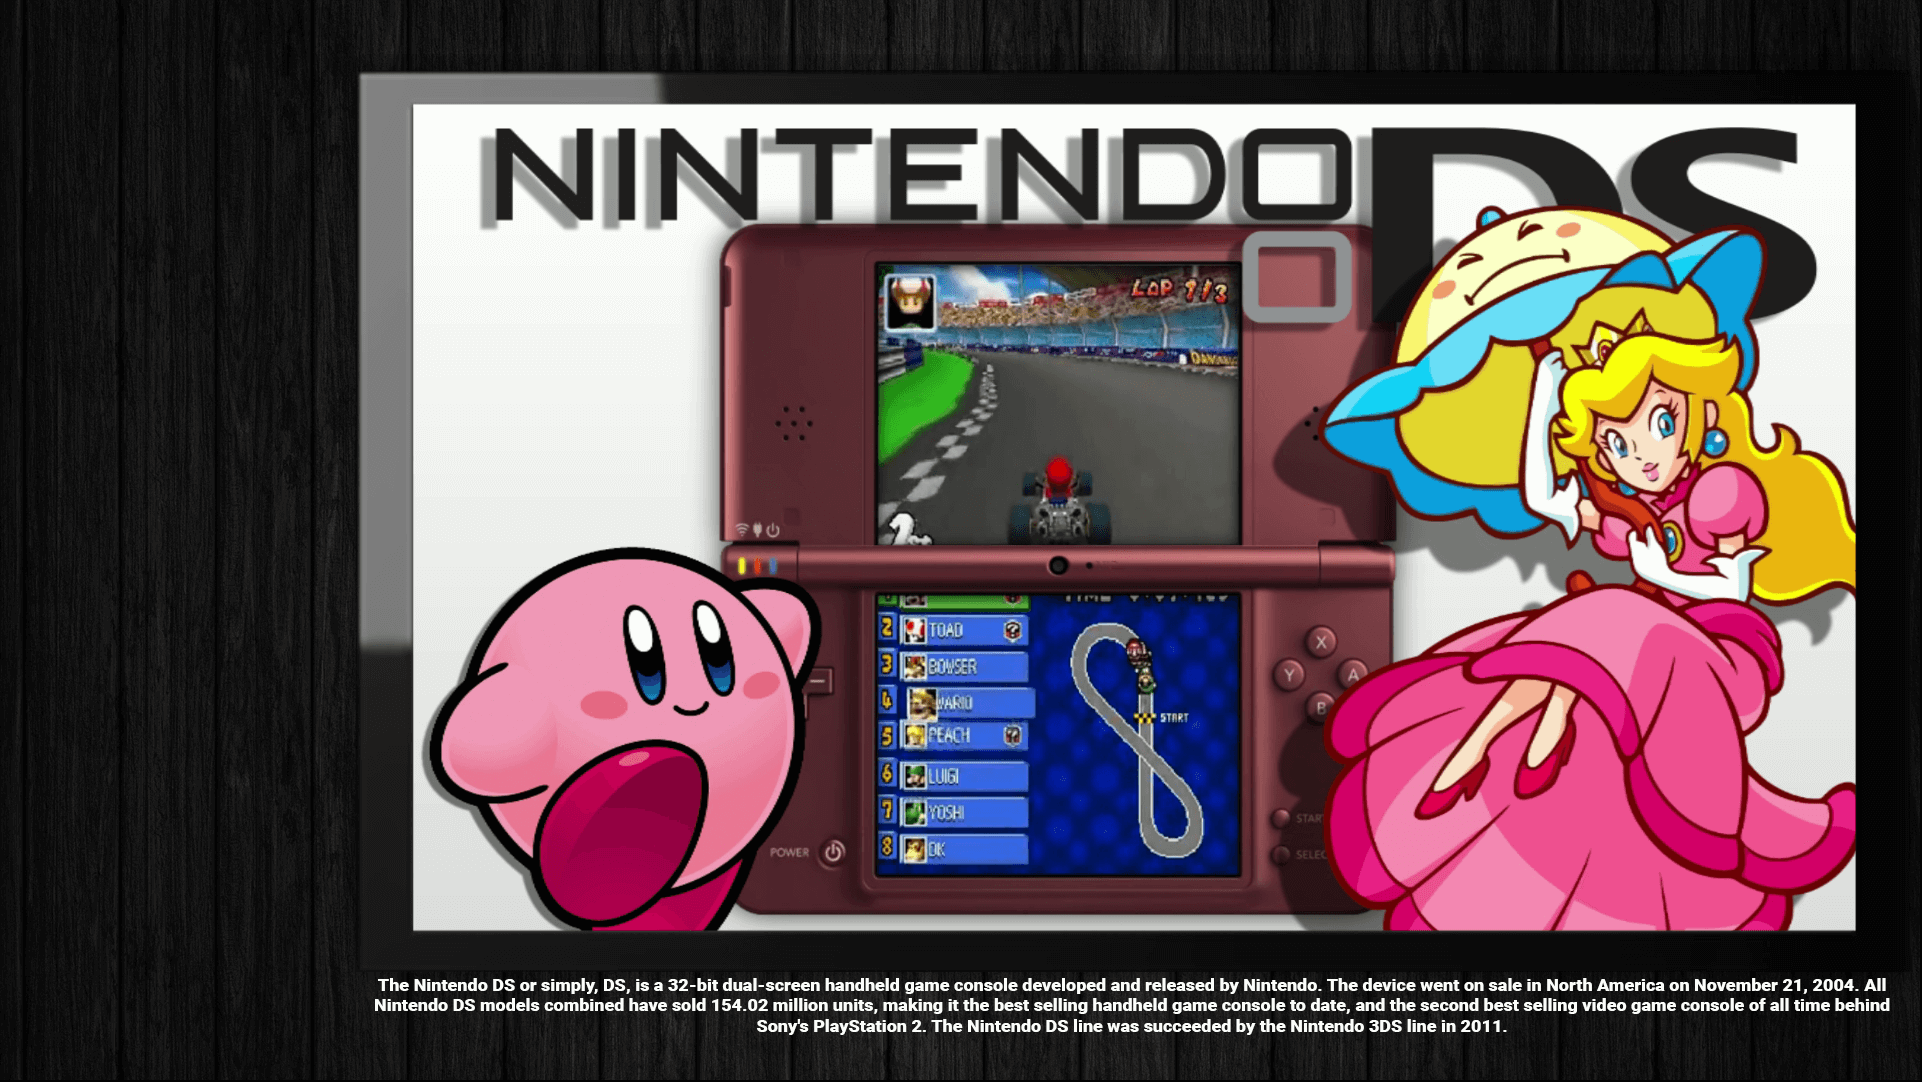 NINTENDO DS
LAP 1/3
2
TIME
2 TOAD
3 BOWSER
4 WARIO
5 PEACH
6 LUIGI
7 YOSHI
8 DK
START
X
Y A
B
POWER
START
SELEC
The Nintendo DS or simply, DS, is a 32-bit dual-screen handheld game console developed and released by Nintendo. The device went on sale in North America on November 21, 2004. All
Nintendo DS models combined have sold 154.02 million units, making it the best selling handheld game console to date, and the second best selling video game console of all time behind
Sony's PlayStation 2. The Nintendo DS line was succeeded by the Nintendo 3DS line in 2011.